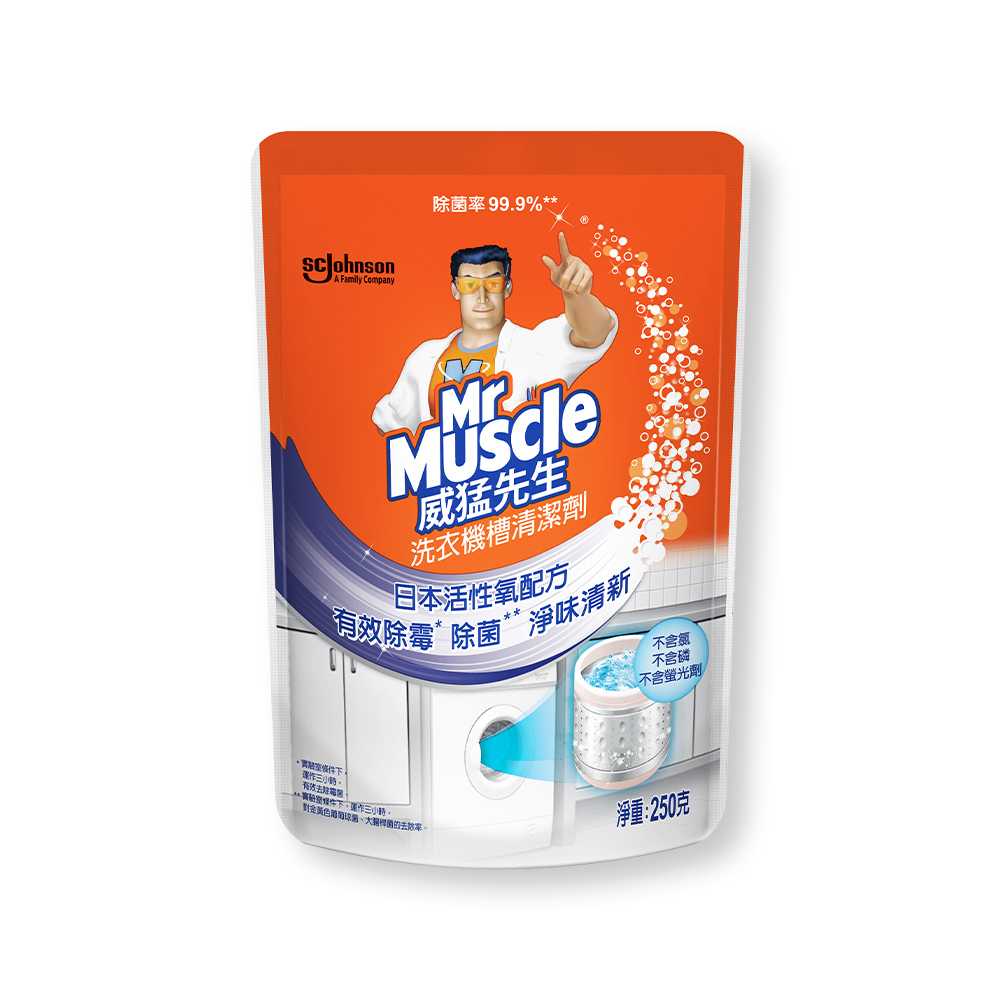 除菌率99.9%**
®
scjohnson
A Family Company
Mr
Muscle
威猛先生
洗衣機槽清潔劑
日本活性氧配方
有效除霉* 除菌** 淨味清新
不含氯
不含磷
不含螢光劑
*實驗室條件下,
運作三小時,
有效去除霉菌。
**實驗室條件下,運作三小時,
對金黃色葡萄球菌、大腸桿菌的去除率。
淨重:250克